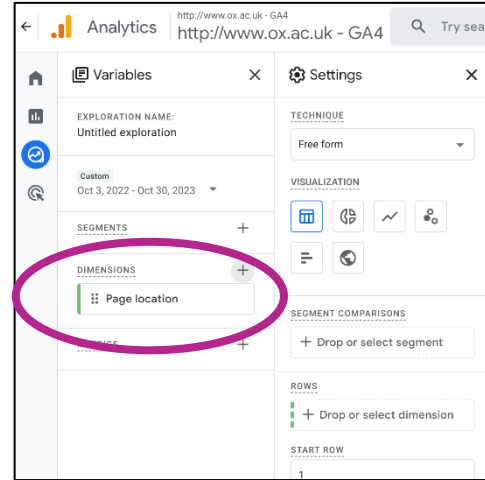 Analytics
http://www.ox.ac.uk - GA4
http://www.ox.ac.uk - GA4
Try sea
Variables
EXPLORATION NAME:
Untitled exploration
Custom
Oct 3, 2022 - Oct 30, 2023
SEGMENTS
DIMENSIONS
Page location
Settings
TECHNIQUE
Free form
VISUALIZATION
SEGMENT COMPARISONS
Drop or select segment
ROWS
Drop or select dimension
START ROW
1